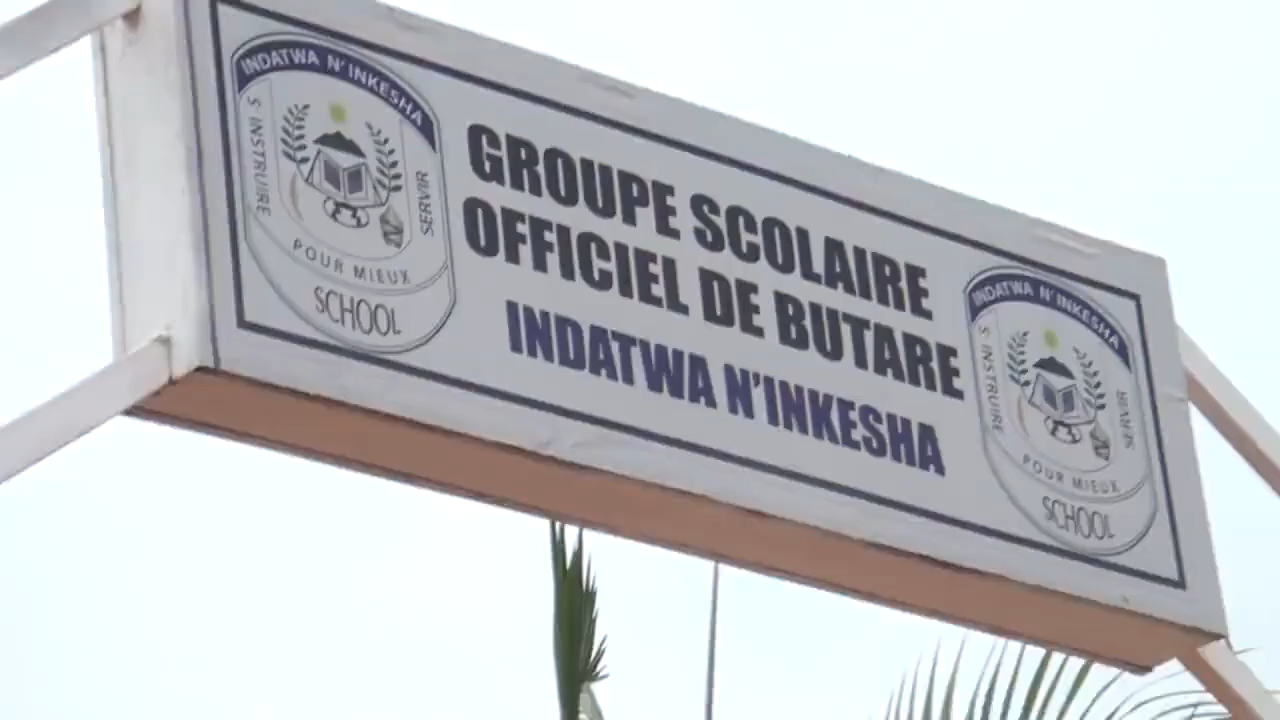 INDATWA N'INKESHA
S'INSTRUIRE
SERVIR
POUR MIEUX
SCHOOL
GROUPE SCOLAIRE
OFFICIEL DE BUTARE
INDATWA N'INKESHA
INDATWA N'INKESHA
S'INSTRUIRE
SERVIR
POUR MIEUX
SCHOOL